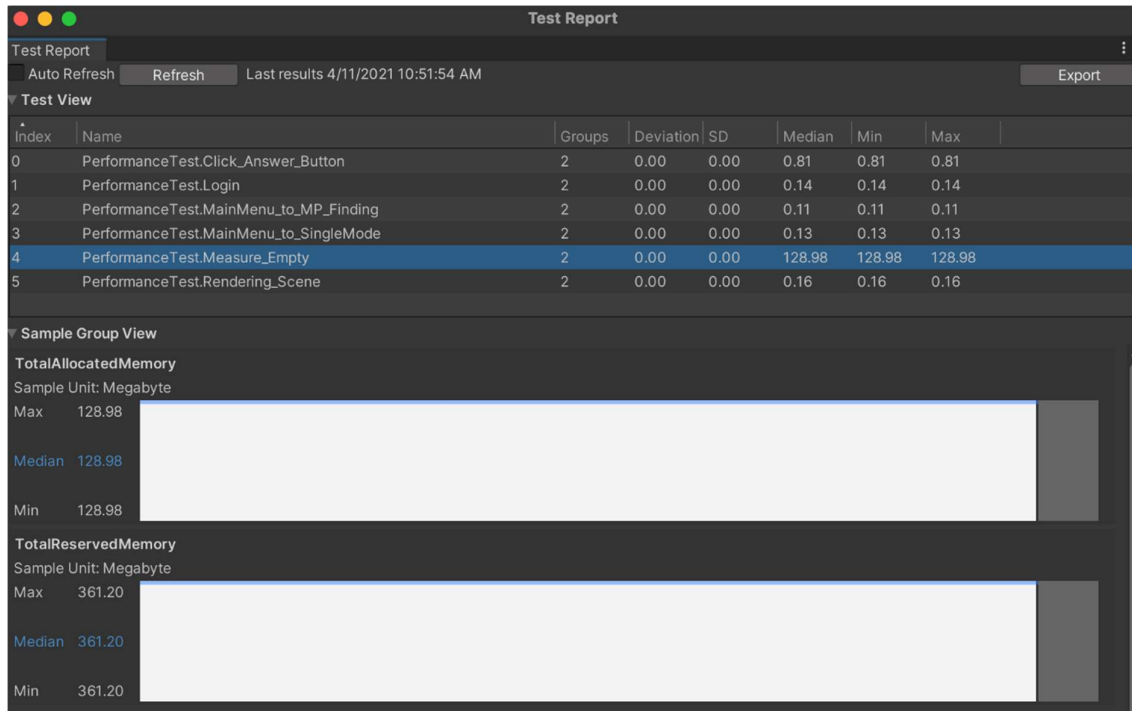 Test Report
Test Report
Auto Refresh Refresh Last results 4/11/2021 10:51:54 AM Export
Test View
Index Name Groups Deviation SD Median Min Max
0 PerformanceTest.Click_Answer_Button 2 0.00 0.00 0.81 0.81 0.81
1 PerformanceTest.Login 2 0.00 0.00 0.14 0.14 0.14
2 PerformanceTest.MainMenu_to_MP_Finding 2 0.00 0.00 0.11 0.11 0.11
3 PerformanceTest.MainMenu_to_SingleMode 2 0.00 0.00 0.13 0.13 0.13
4 PerformanceTest.Measure_Empty 2 0.00 0.00 128.98 128.98 128.98
5 PerformanceTest.Rendering_Scene 2 0.00 0.00 0.16 0.16 0.16
Sample Group View
TotalAllocatedMemory
Sample Unit: Megabyte
Max 128.98
Median 128.98
Min 128.98
TotalReservedMemory
Sample Unit: Megabyte
Max 361.20
Median 361.20
Min 361.20